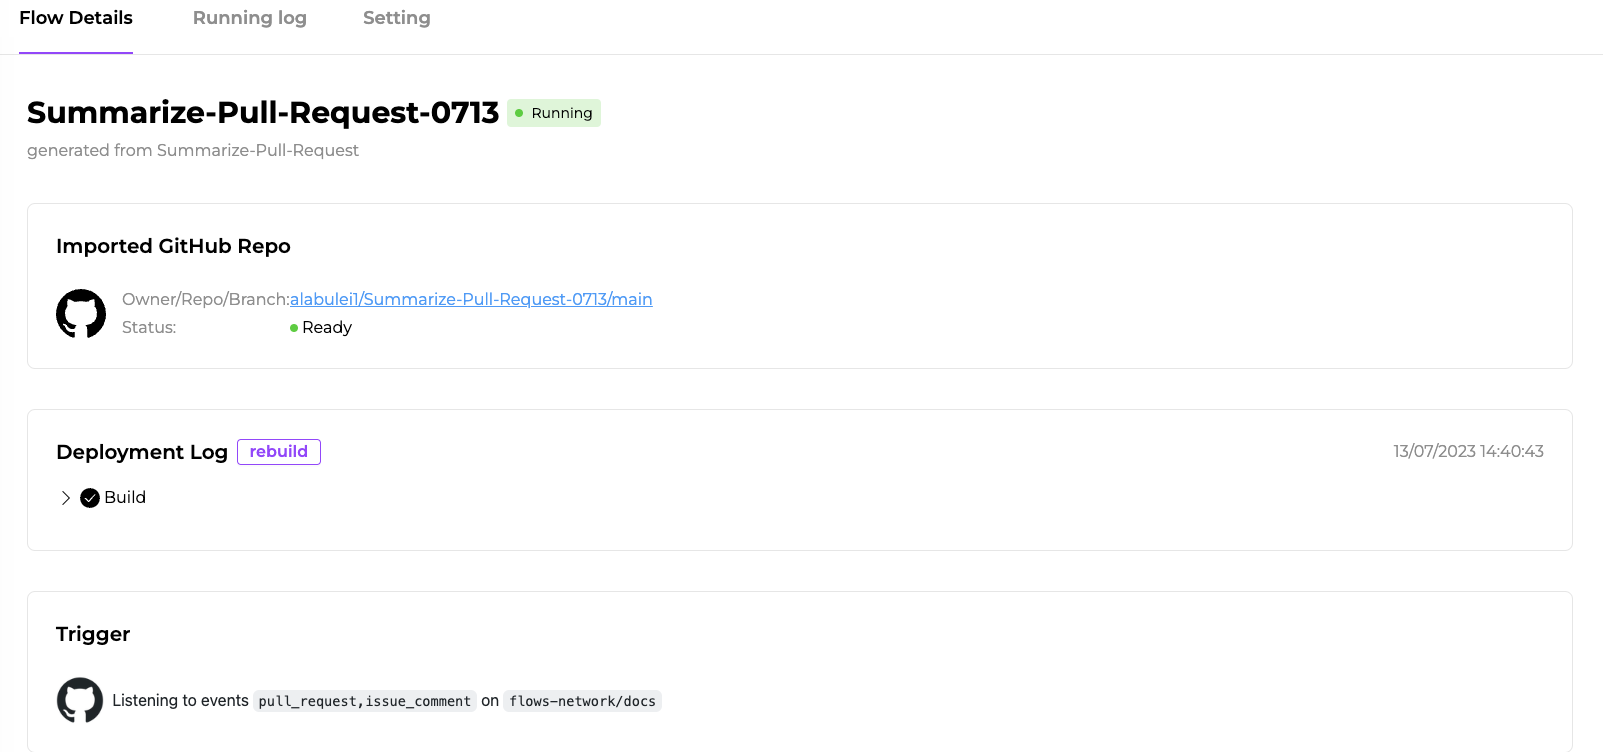 Flow Details Running log Setting
Summarize-Pull-Request-0713 Running
generated from Summarize-Pull-Request
Imported GitHub Repo
Owner/Repo/Branch:alabulei1/Summarize-Pull-Request-0713/main
Status: Ready
Deployment Log rebuild 13/07/2023 14:40:43
Build
Trigger
Listening to events pull_request,issue_comment on flows-network/docs